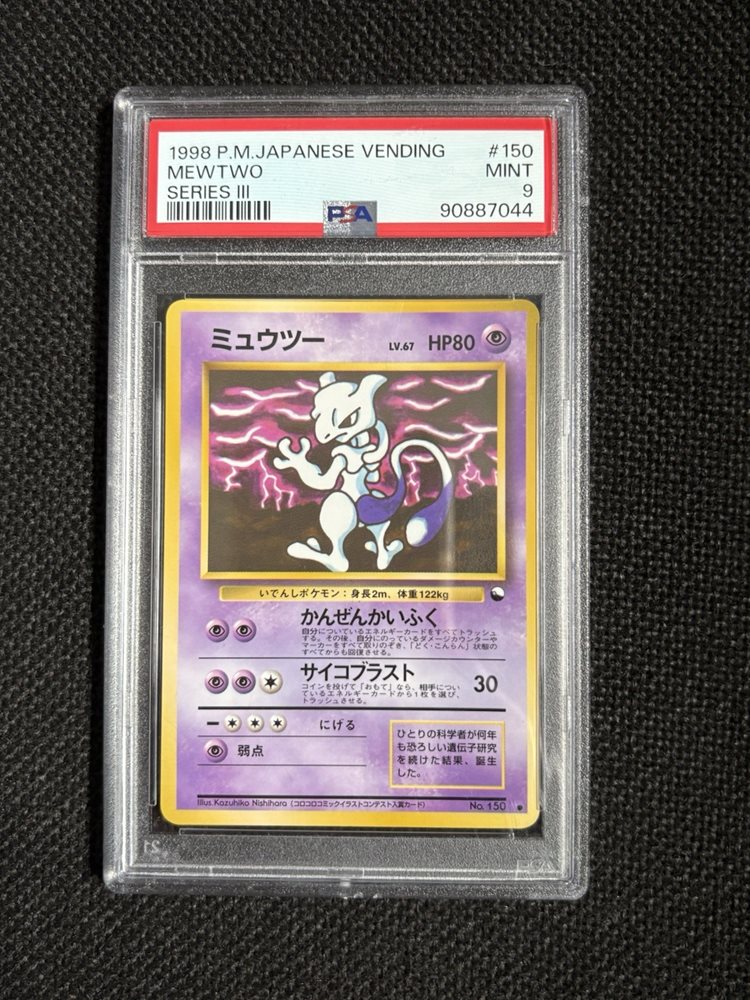 1998 P.M.JAPANESE VENDING #150
MEWTWO MINT
SERIES III 9
PSA 90887044
ミュウツー LV.67 HP80
いでんしポケモン：身長2m、体重122kg
かんぜんかいふく
自分についているエネルギーカードをすべてトラッシュ
する。その後、自分にのっているダメージカウンターや
マーカーをすべて取りのぞき、「どく・こんらん」状態の
すべてからも回復させる。
サイコブラスト 30
コインを投げて「おもて」なら、相手につい
ているエネルギーカードから1枚を選び、
トラッシュさせる。
ー にげる
弱点
ひとりの科学者が何年
も恐ろしい遺伝子研究
を続けた結果、誕生
した。
Illus. Kazuhiko Nishihara (コロコロコミックイラストコンテスト入賞カード) No. 150
PSA